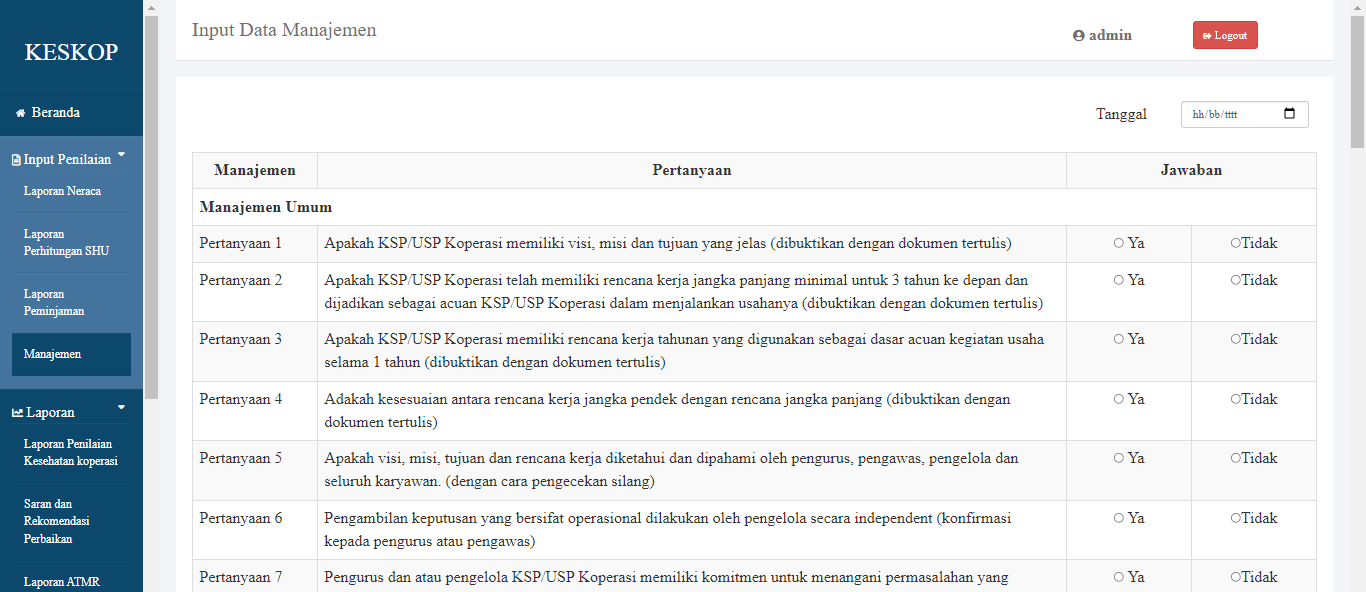 KESKOP
Beranda
Input Penilaian
Laporan Neraca
Laporan
Perhitungan SHU
Laporan
Peminjaman
Manajemen
Laporan
Laporan Penilaian
Kesehatan koperasi
Saran dan
Rekomendasi
Perbaikan
Laporan ATMR
Input Data Manajemen
admin
Logout
Tanggal
hh/bb/tttt
Manajemen Pertanyaan Jawaban
Manajemen Umum
Pertanyaan 1 Apakah KSP/USP Koperasi memiliki visi, misi dan tujuan yang jelas (dibuktikan dengan dokumen tertulis) Ya Tidak
Pertanyaan 2 Apakah KSP/USP Koperasi telah memiliki rencana kerja jangka panjang minimal untuk 3 tahun ke depan dan Ya Tidak
dijadikan sebagai acuan KSP/USP Koperasi dalam menjalankan usahanya (dibuktikan dengan dokumen tertulis)
Pertanyaan 3 Apakah KSP/USP Koperasi memiliki rencana kerja tahunan yang digunakan sebagai dasar acuan kegiatan usaha Ya Tidak
selama 1 tahun (dibuktikan dengan dokumen tertulis)
Pertanyaan 4 Adakah kesesuaian antara rencana kerja jangka pendek dengan rencana jangka panjang (dibuktikan dengan Ya Tidak
dokumen tertulis)
Pertanyaan 5 Apakah visi, misi, tujuan dan rencana kerja diketahui dan dipahami oleh pengurus, pengawas, pengelola dan Ya Tidak
seluruh karyawan. (dengan cara pengecekan silang)
Pertanyaan 6 Pengambilan keputusan yang bersifat operasional dilakukan oleh pengelola secara independent (konfirmasi Ya Tidak
kepada pengurus atau pengawas)
Pertanyaan 7 Pengurus dan atau pengelola KSP/USP Koperasi memiliki komitmen untuk menangani permasalahan yang Ya Tidak